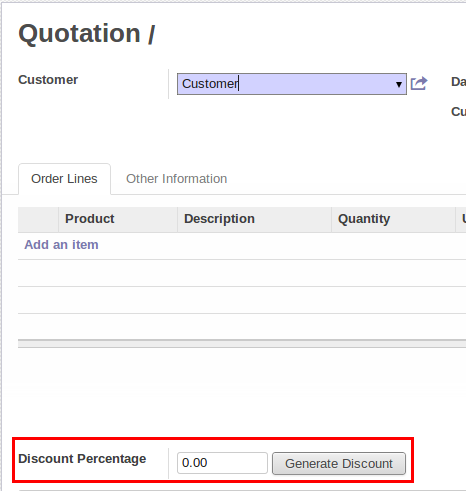 Quotation /
Customer Customer Da
Cu
Order Lines Other Information
Product Description Quantity U
Add an item
Discount Percentage 0.00 Generate Discount